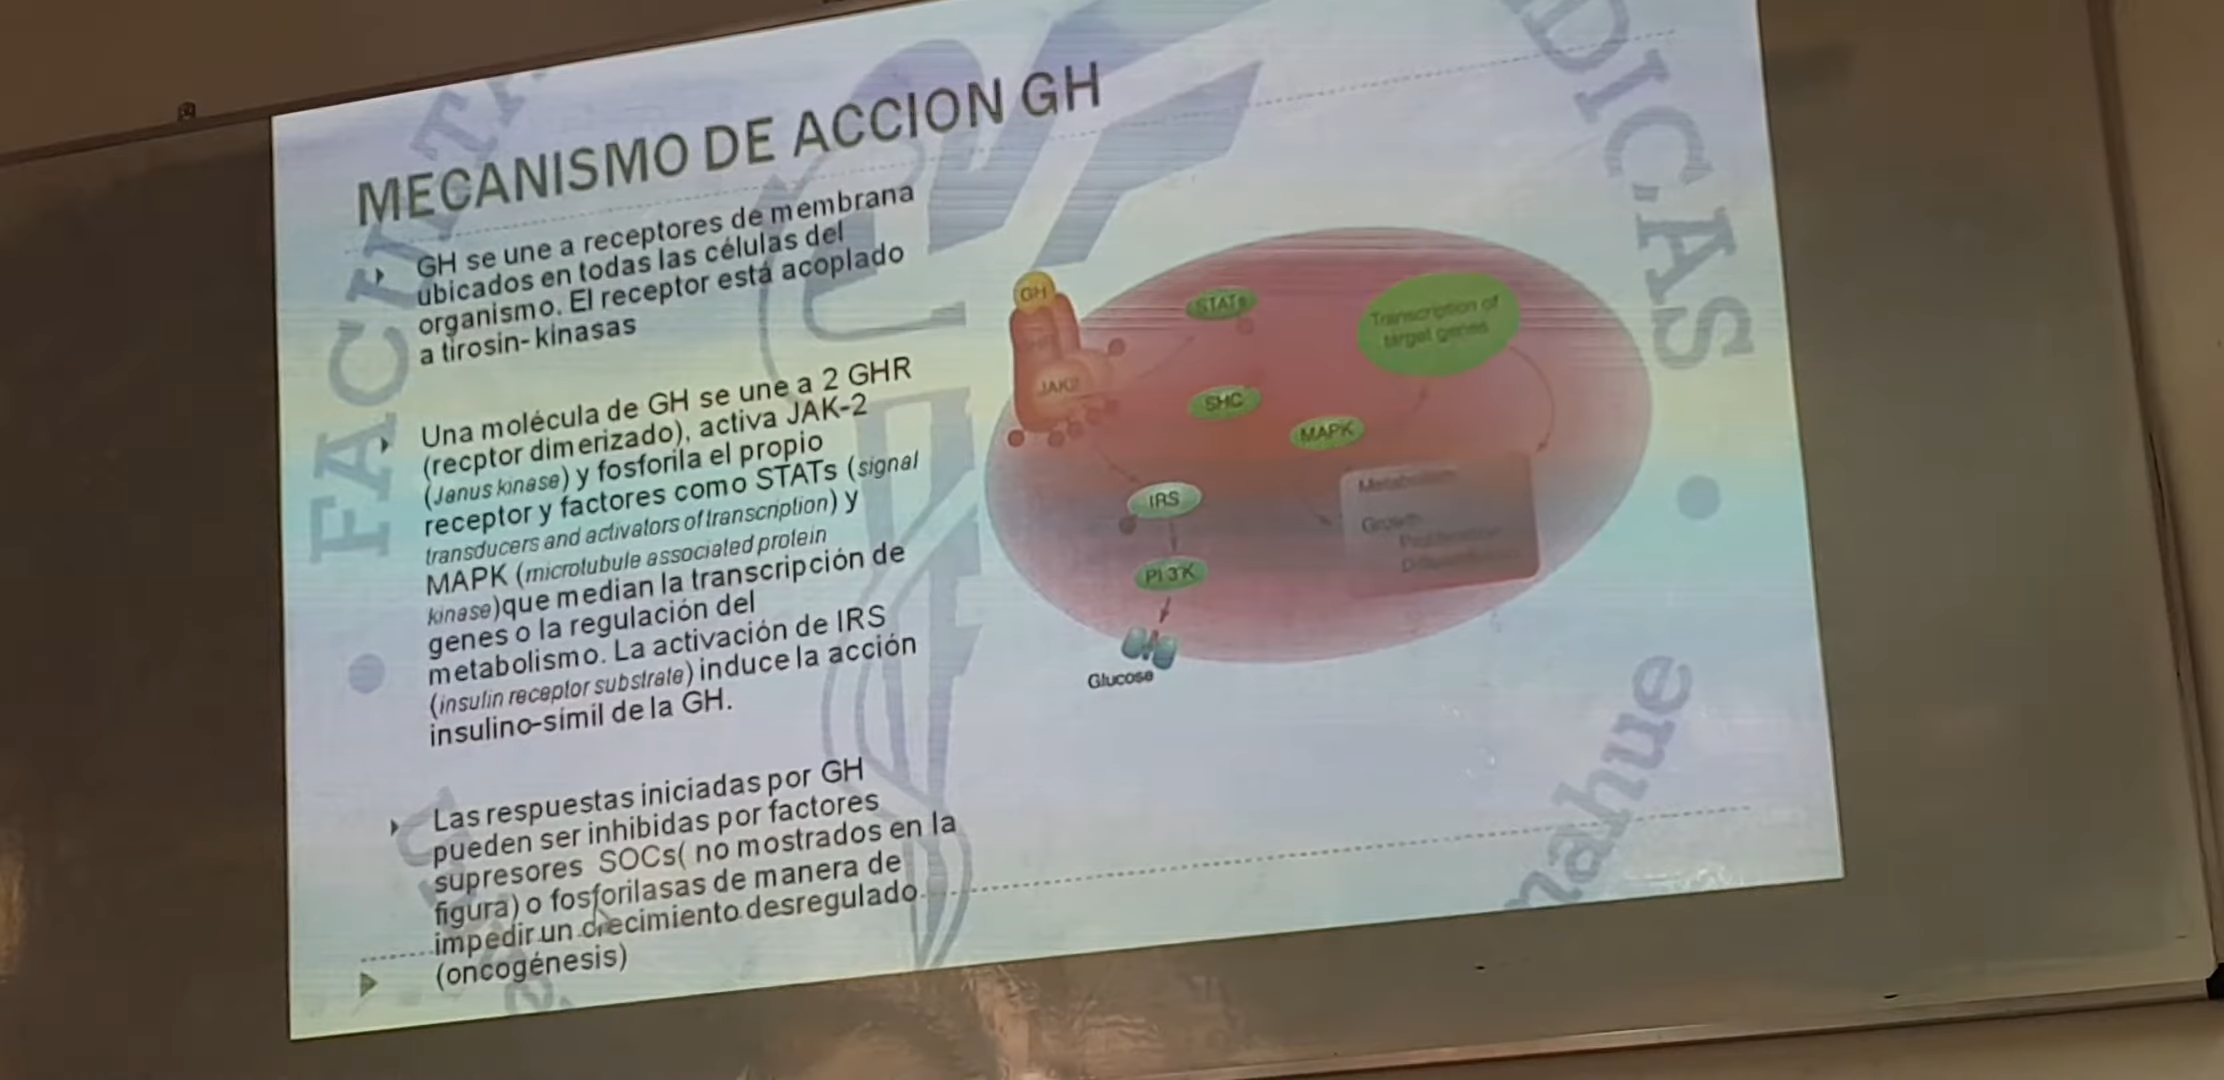 MECANISMO DE ACCION GH
GH se une a receptores de membrana
ubicados en todas las células del
organismo. El receptor está acoplado
a tirosin- kinasas
Una molécula de GH se une a 2 GHR
(recptor dimerizado), activa JAK-2
(Janus kinase) y fosforila el propio
receptor y factores como STATs (signal
transducers and activators of transcription) y
MAPK (microtubule associated protein
kinase)que median la transcripción de
genes o la regulación del
metabolismo. La activación de IRS
(insulin receptor substrate) induce la acción
insulino-simil de la GH.
Las respuestas iniciadas por GH
pueden ser inhibidas por factores
supresores SOCs( no mostrados en la
figura) o fosforilasas de manera de
impedir un crecimiento desregulado
(oncogénesis)
GH
JAK2
STATs
SHC
MAPK
Transcription of
target genes
IRS
PI 3'K
Glucose
Metabolism
Growth
Proliferation
FACULTA
DICAS
mahue